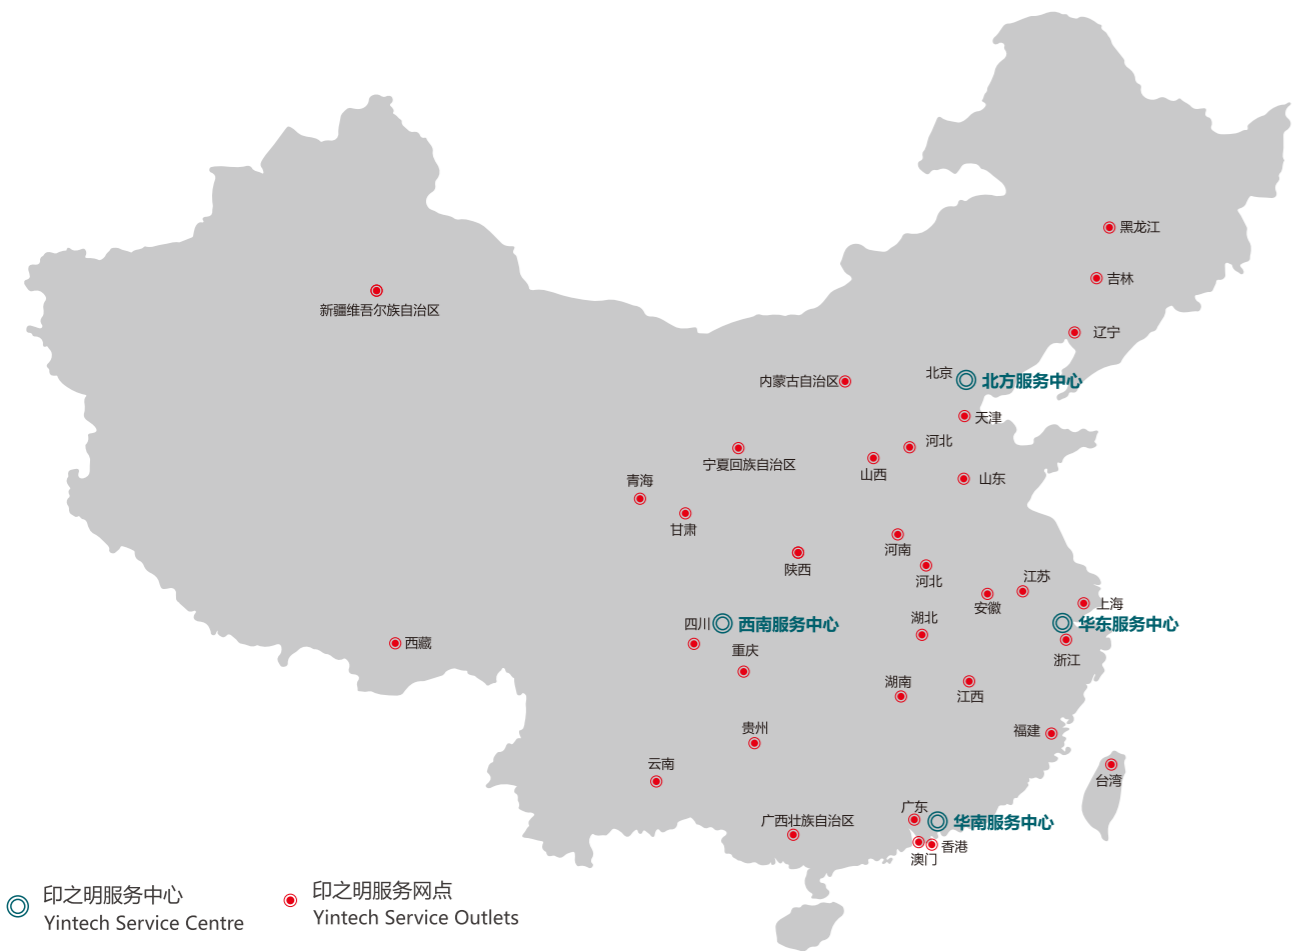 黑龙江
吉林
新疆维吾尔族自治区
辽宁
北京
北方服务中心
内蒙古自治区
天津
河北
宁夏回族自治区
山西
青海
山东
甘肃
河南
陕西
河北
江苏
安徽
上海
湖北
四川
西南服务中心
华东服务中心
西藏
重庆
浙江
湖南
江西
贵州
福建
云南
台湾
广东
广西壮族自治区
华南服务中心
香港
澳门
印之明服务中心
Yintech Service Centre
印之明服务网点
Yintech Service Outlets